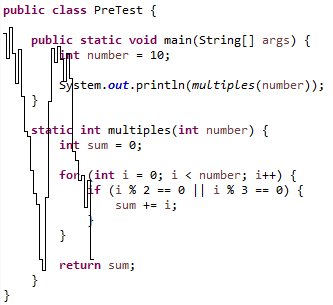 public class PreTest {
public static void main(String[] args) {
int number = 10;
System.out.println(multiples(number));
}
static int multiples(int number) {
int sum = 0;
for (int i = 0; i < number; i++) {
if (i % 2 == 0 || i % 3 == 0) {
sum += i;
}
}
return sum;
}
}